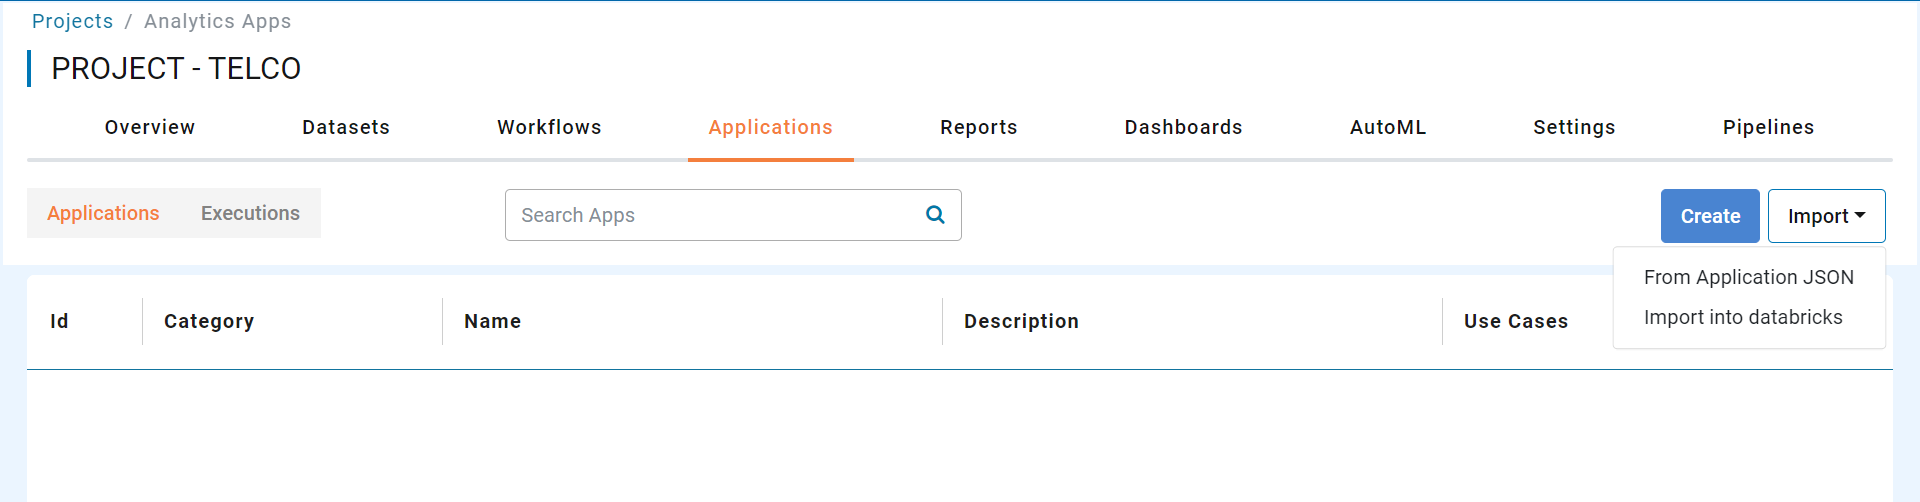 Projects / Analytics Apps
PROJECT - TELCO
Overview Datasets Workflows Applications Reports Dashboards AutoML Settings Pipelines
Applications Executions Search Apps Create Import
From Application JSON
Import into databricks
Id Category Name Description Use Cases